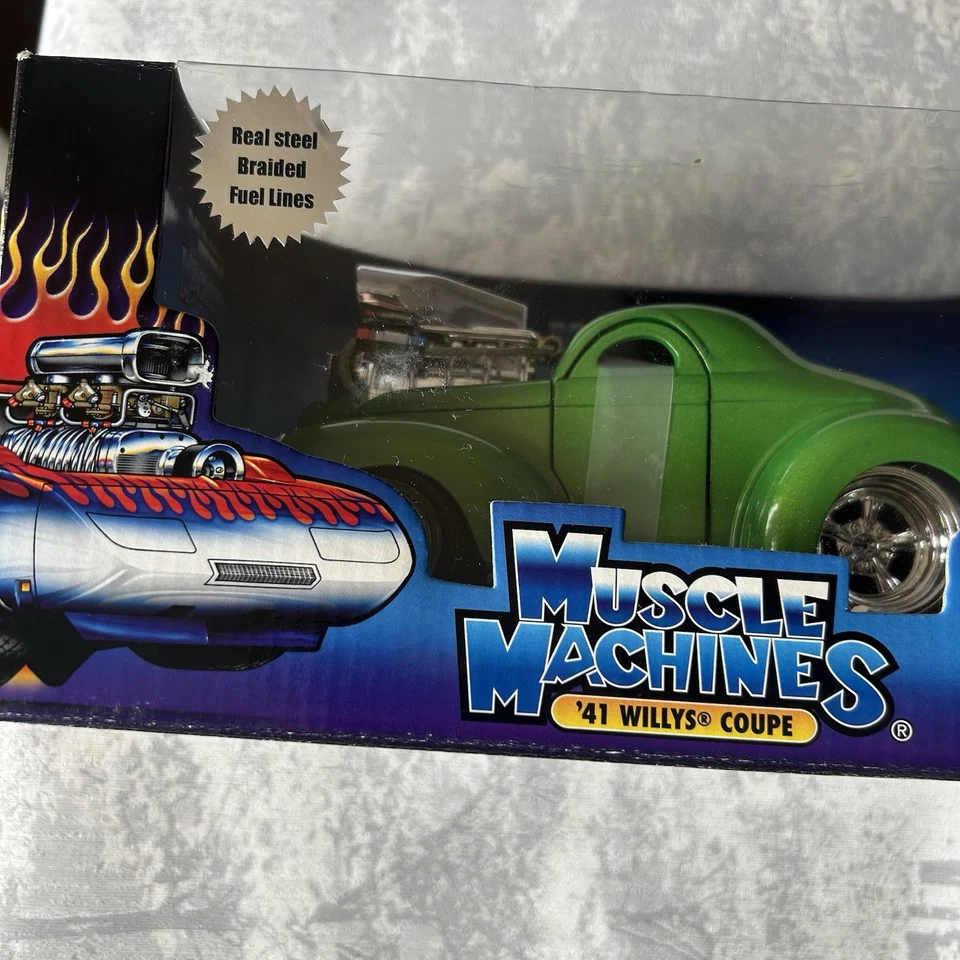 Real steel
Braided
Fuel Lines
MUSCLE
MACHINES
'41 WILLYS® COUPE
®